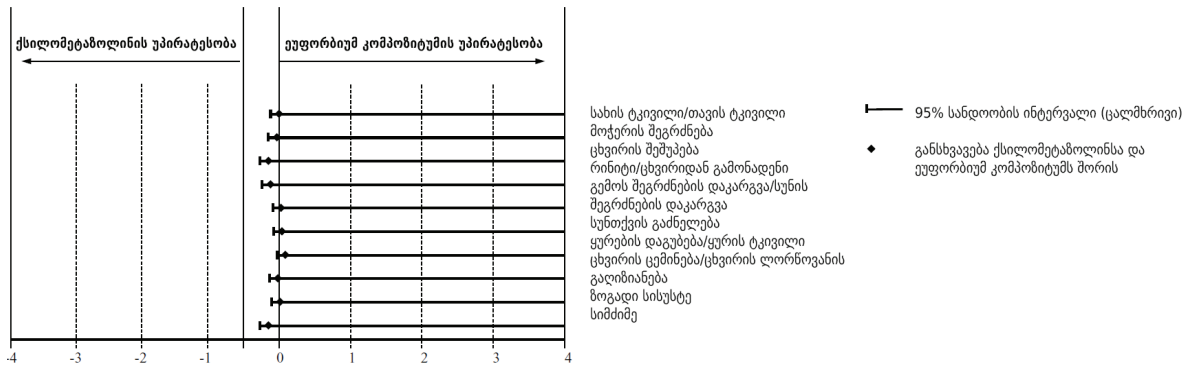 ქსილომეტაზოლინის უპირატესობა
ეუფორბიუმ კომპოზიტუმის უპირატესობა
სახის ტკივილი/თავის ტკივილი
მოჭერის შეგრძნება
ცხვირის შეშუპება
რინიტი/ცხვირიდან გამონადენი
გემოს შეგრძნების დაკარგვა/სუნის
შეგრძნების დაკარგვა
სუნთქვის გაძნელება
ყურების დაგუბება/ყურის ტკივილი
ცხვირის ცემინება/ცხვირის ლორწოვანის
გაღიზიანება
ზოგადი სისუსტე
სიმძიმე
95% სანდოობის ინტერვალი (ცალმხრივი)
განსხვავება ქსილომეტაზოლინსა და
ეუფორბიუმ კომპოზიტუმს შორის
-4 -3 -2 -1 0 1 2 3 4